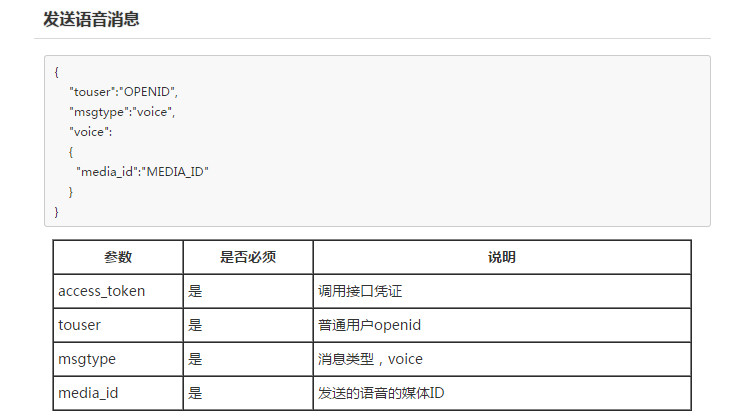 发送语音消息
{
"touser":"OPENID",
"msgtype":"voice",
"voice":
{
"media_id":"MEDIA_ID"
}
}
参数 是否必须 说明
access_token 是 调用接口凭证
touser 是 普通用户openid
msgtype 是 消息类型，voice
media_id 是 发送的语音的媒体ID